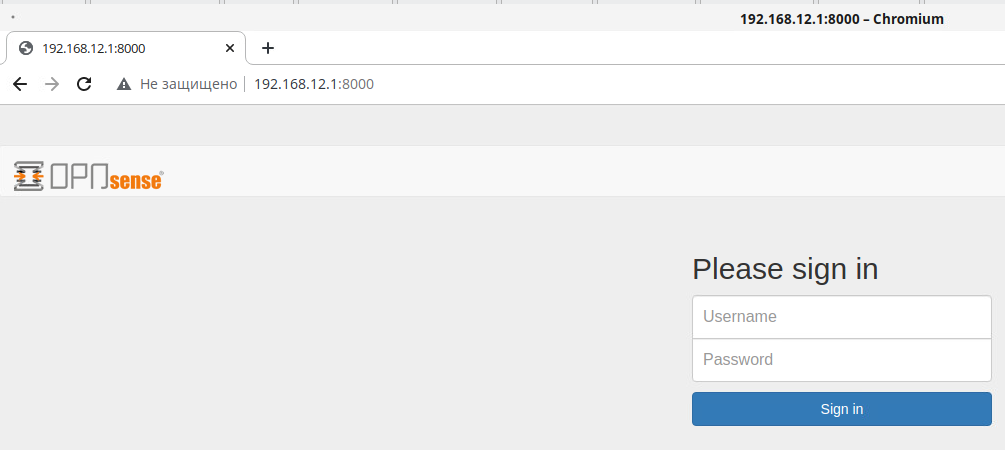 192.168.12.1:8000 – Chromium
192.168.12.1:8000
Не защищено 192.168.12.1:8000
OPNsense®
Please sign in
Username
Password
Sign in